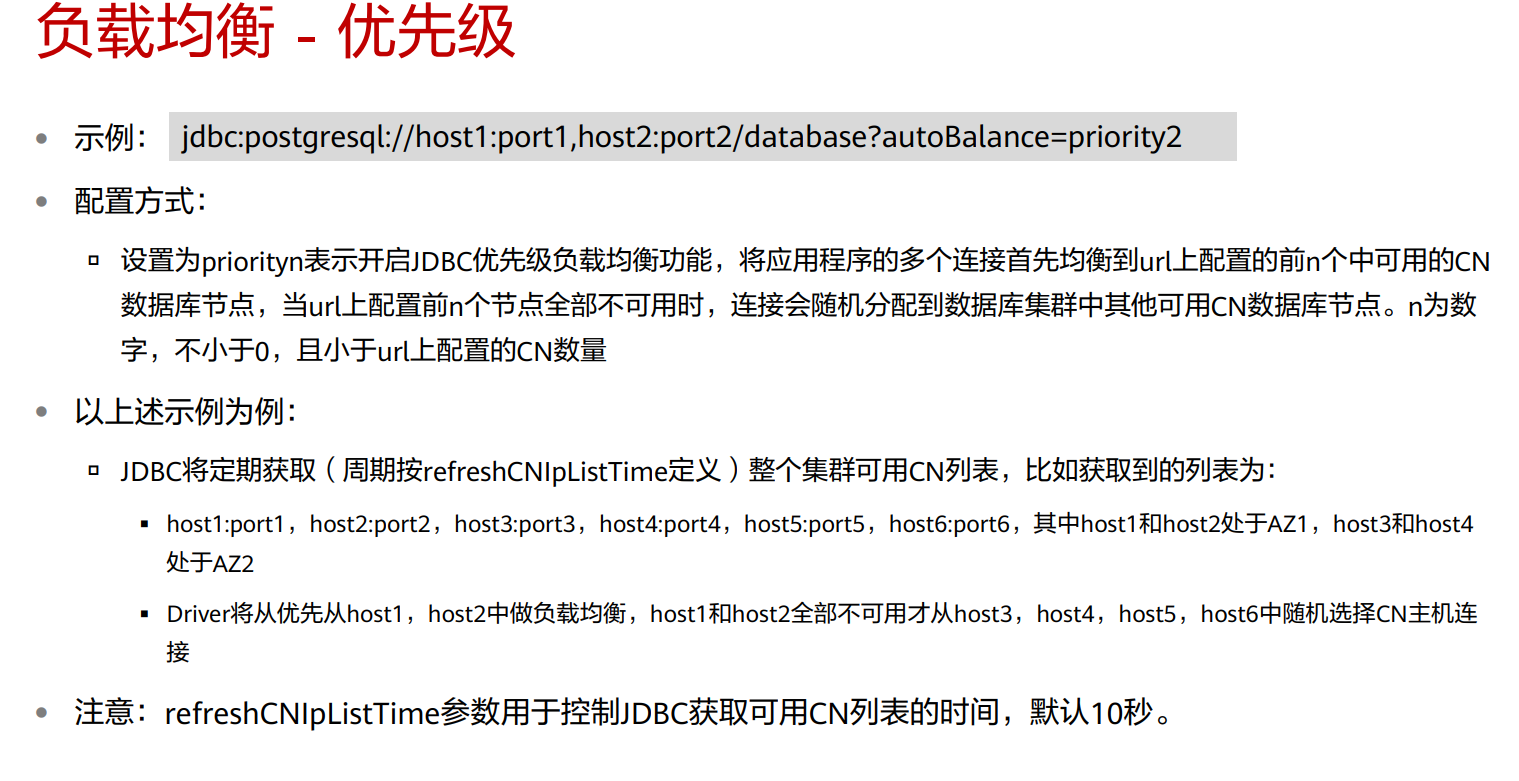 负载均衡 - 优先级
• 示例： jdbc:postgresql://host1:port1,host2:port2/database?autoBalance=priority2
• 配置方式：
▫ 设置为priorityn表示开启JDBC优先级负载均衡功能，将应用程序的多个连接首先均衡到url上配置的前n个中可用的CN
数据库节点，当url上配置前n个节点全部不可用时，连接会随机分配到数据库集群中其他可用CN数据库节点。n为数
字，不小于0，且小于url上配置的CN数量
• 以上述示例为例：
▫ JDBC将定期获取（周期按refreshCNIpListTime定义）整个集群可用CN列表，比如获取到的列表为：
▪ host1:port1，host2:port2，host3:port3，host4:port4，host5:port5，host6:port6，其中host1和host2处于AZ1，host3和host4
处于AZ2
▪ Driver将从优先从host1，host2中做负载均衡，host1和host2全部不可用才从host3，host4，host5，host6中随机选择CN主机连
接
• 注意：refreshCNIpListTime参数用于控制JDBC获取可用CN列表的时间，默认10秒。